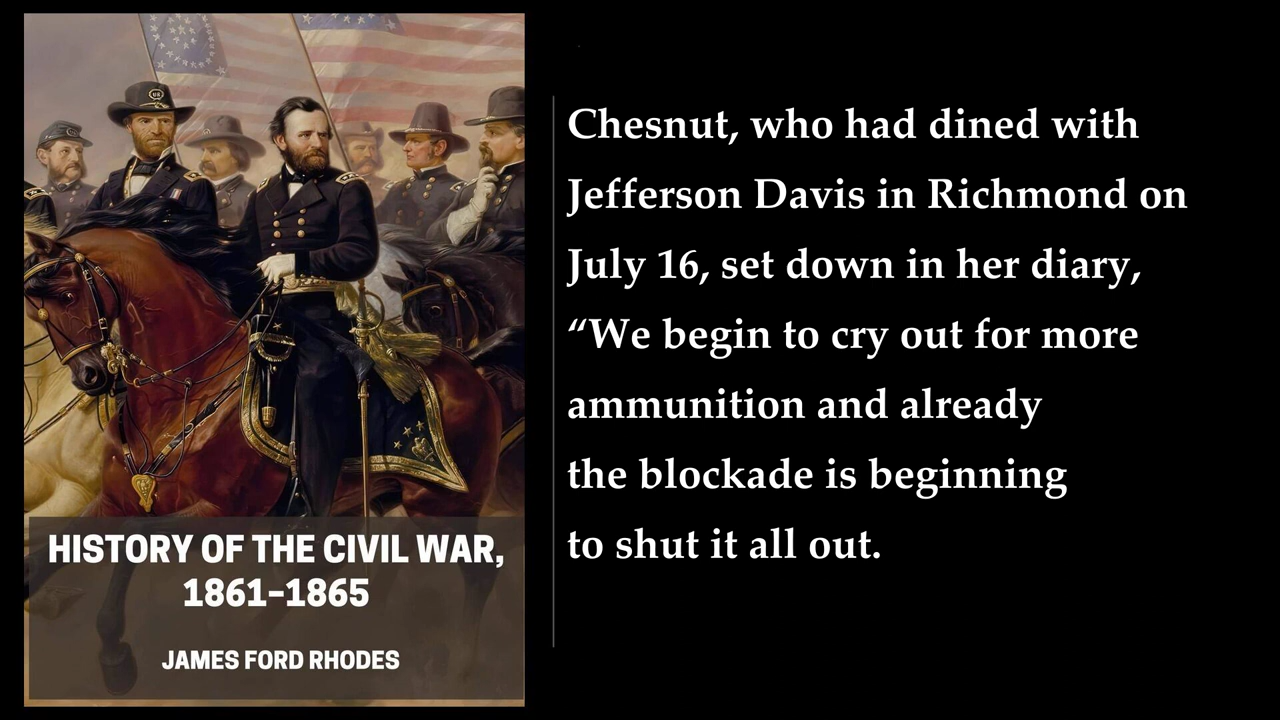 HISTORY OF THE CIVIL WAR,
1861–1865
JAMES FORD RHODES
Chesnut, who had dined with
Jefferson Davis in Richmond on
July 16, set down in her diary,
“We begin to cry out for more
ammunition and already
the blockade is beginning
to shut it all out.